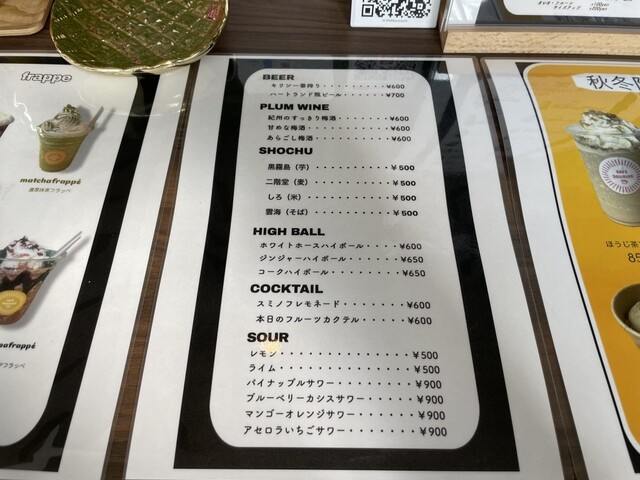 frappe
matchafrappé
濃厚抹茶フラッペ
BEER
キリン一番搾り・・・・・・・・・・¥600
ハートランド瓶ビール・・・・・・・¥700
PLUM WINE
紀州のすっきり梅酒・・・・・・・・¥600
甘めな梅酒・・・・・・・・・・・・¥600
あらごし梅酒・・・・・・・・・・・¥600
SHOCHU
黒霧島（芋）・・・・・・・・・¥500
二階堂（麦）・・・・・・・・・¥500
しろ（米）・・・・・・・・・・¥500
雲海（そば）・・・・・・・・・¥500
HIGH BALL
ホワイトホースハイボール・・・・¥600
ジンジャーハイボール・・・・・・¥650
コークハイボール・・・・・・・・¥650
COCKTAIL
スミノフレモネード・・・・・・・¥600
本日のフルーツカクテル・・・・・¥600
SOUR
レモン・・・・・・・・・・・・・¥500
ライム・・・・・・・・・・・・・¥500
パイナップルサワー・・・・・・・¥900
ブルーベリーカシスサワー・・・・¥900
マンゴーオレンジサワー・・・・・¥900
アセロラいちごサワー・・・・・・¥900
秋冬
ほうじ茶